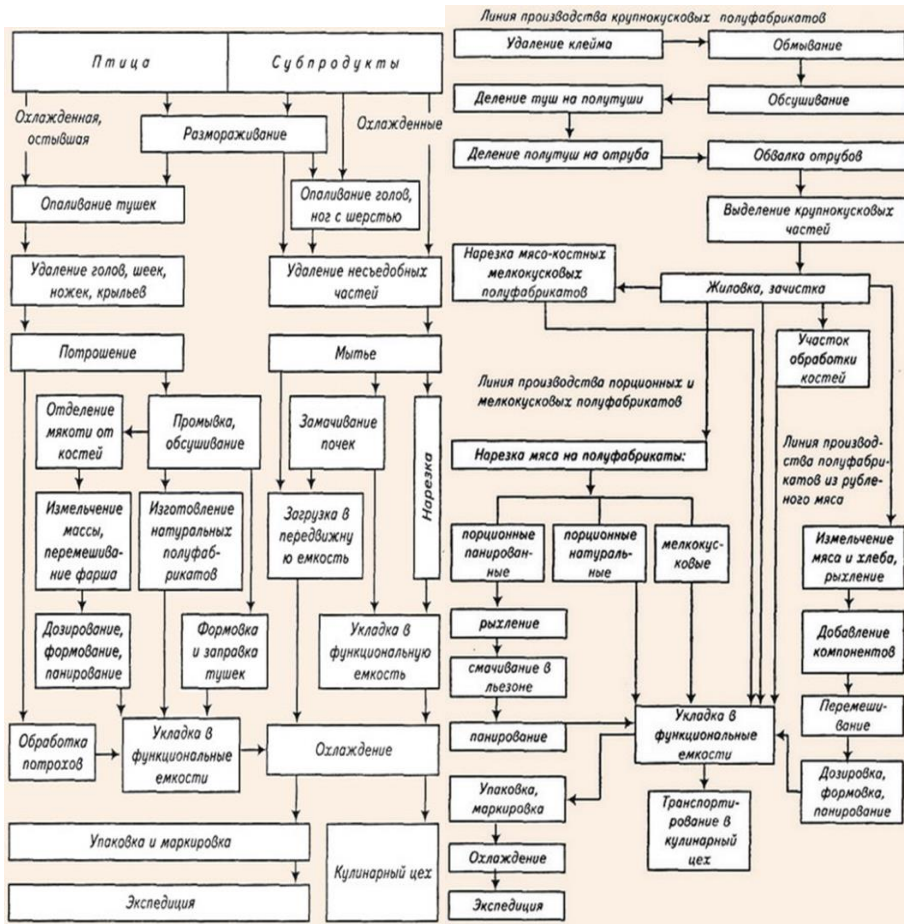 Птица
Субпродукты
Охлажденная,
остывшая
Размораживание
Охлажденные
Опаливание тушек
Опаливание голов,
ног с шерстью
Удаление голов, шеек,
ножек, крыльев
Удаление несъедобных
частей
Потрошение
Мытье
Отделение
мякоти от
костей
Промывка,
обсушивание
Замачивание
почек
Нарезка
Измельчение
массы,
перемешива-
ние фарша
Изготовление
натуральных
полуфаб-
рикатов
Загрузка в
передвижну
ю емкость
Дозирование,
формование,
панирование
Формовка
и заправка
тушек
Укладка в
функциональную
емкость
Обработка
потрохов
Укладка в
функциональные
емкости
Охлаждение
Упаковка и маркировка
Кулинарный цех
Экспедиция
Линия производства крупнокусковых полуфабрикатов
Удаление клейма
Обмывание
Деление туш на полутуши
Обсушивание
Деление полутуш на отруба
Обвалка отрубов
Выделение крупнокусковых
частей
Нарезка мясо-костных
мелкокусковых
полуфабрикатов
Жиловка, зачистка
Участок
обработки
костей
Линия производства порционных и
мелкокусковых полуфабрикатов
Нарезка мяса на полуфабрикаты:
Линия производ-
ства полуфабри-
катов из рубле-
ного мяса
порционные
панирован-
ные
порционные
натураль-
ные
мелкокус-
ковые
Измельчение
мяса и хлеба,
рыхление
рыхление
Добавление
компонентов
смачивание в
льезоне
Перемеши-
вание
панирование
Укладка в
функциональные
емкости
Дозировка,
формовка,
панирование
Упаковка,
маркировка
Транспорти-
рование в
кулинарный
цех
Охлаждение
Экспедиция